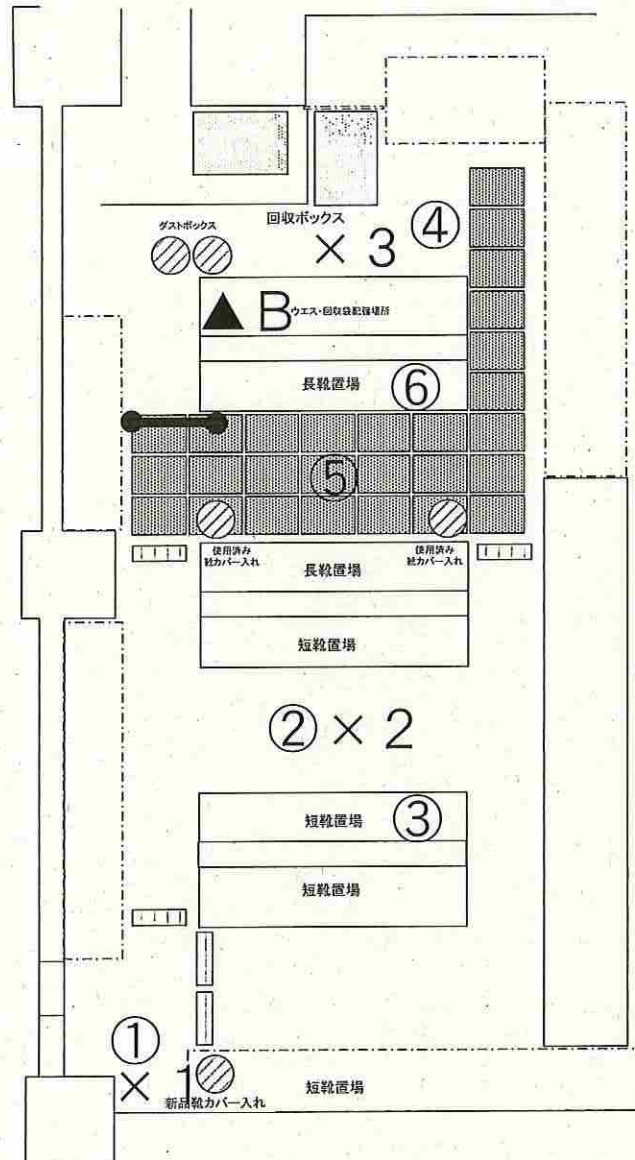 ダストボックス
回収ボックス
④
× 3
▲ B ウエス・回収袋配備場所
長靴置場
⑥
⑤
使用済み
靴カバー入れ
使用済み
靴カバー入れ
長靴置場
短靴置場
② × 2
短靴置場
③
短靴置場
①
× 1
新品靴カバー入れ
短靴置場